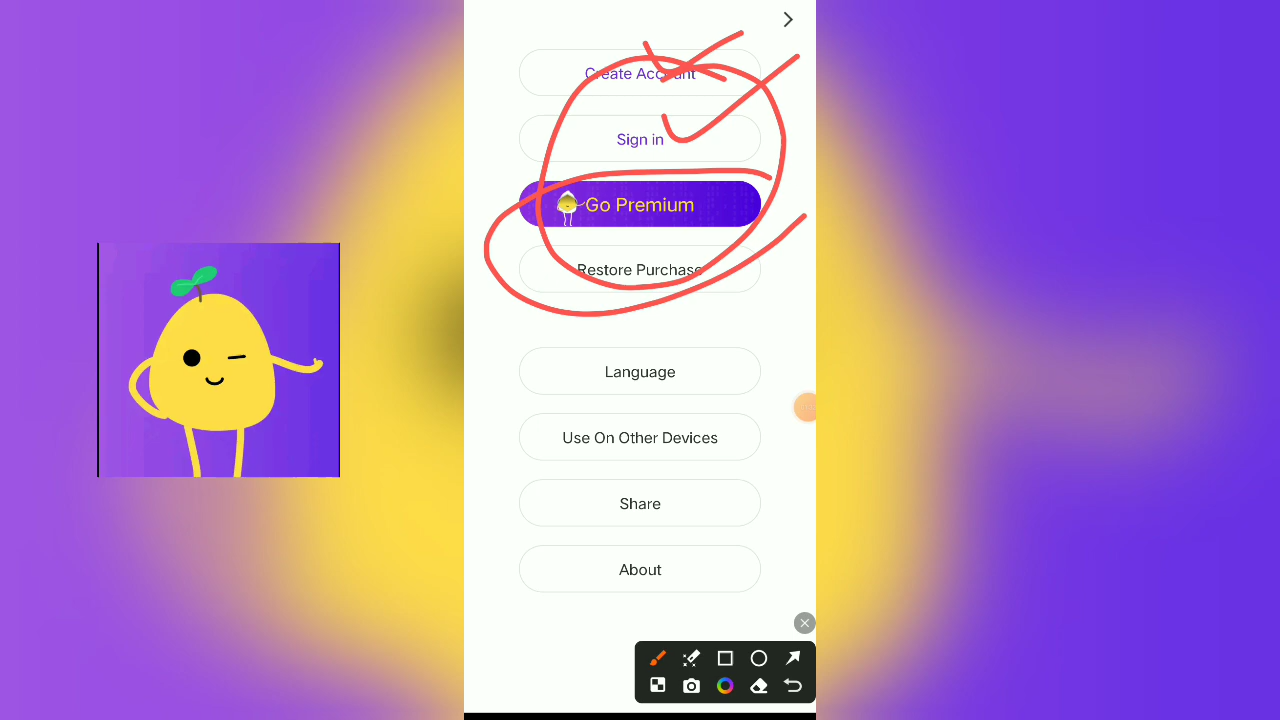 Create Account
Sign in
Go Premium
Restore Purchase
Language
Use On Other Devices
Share
About